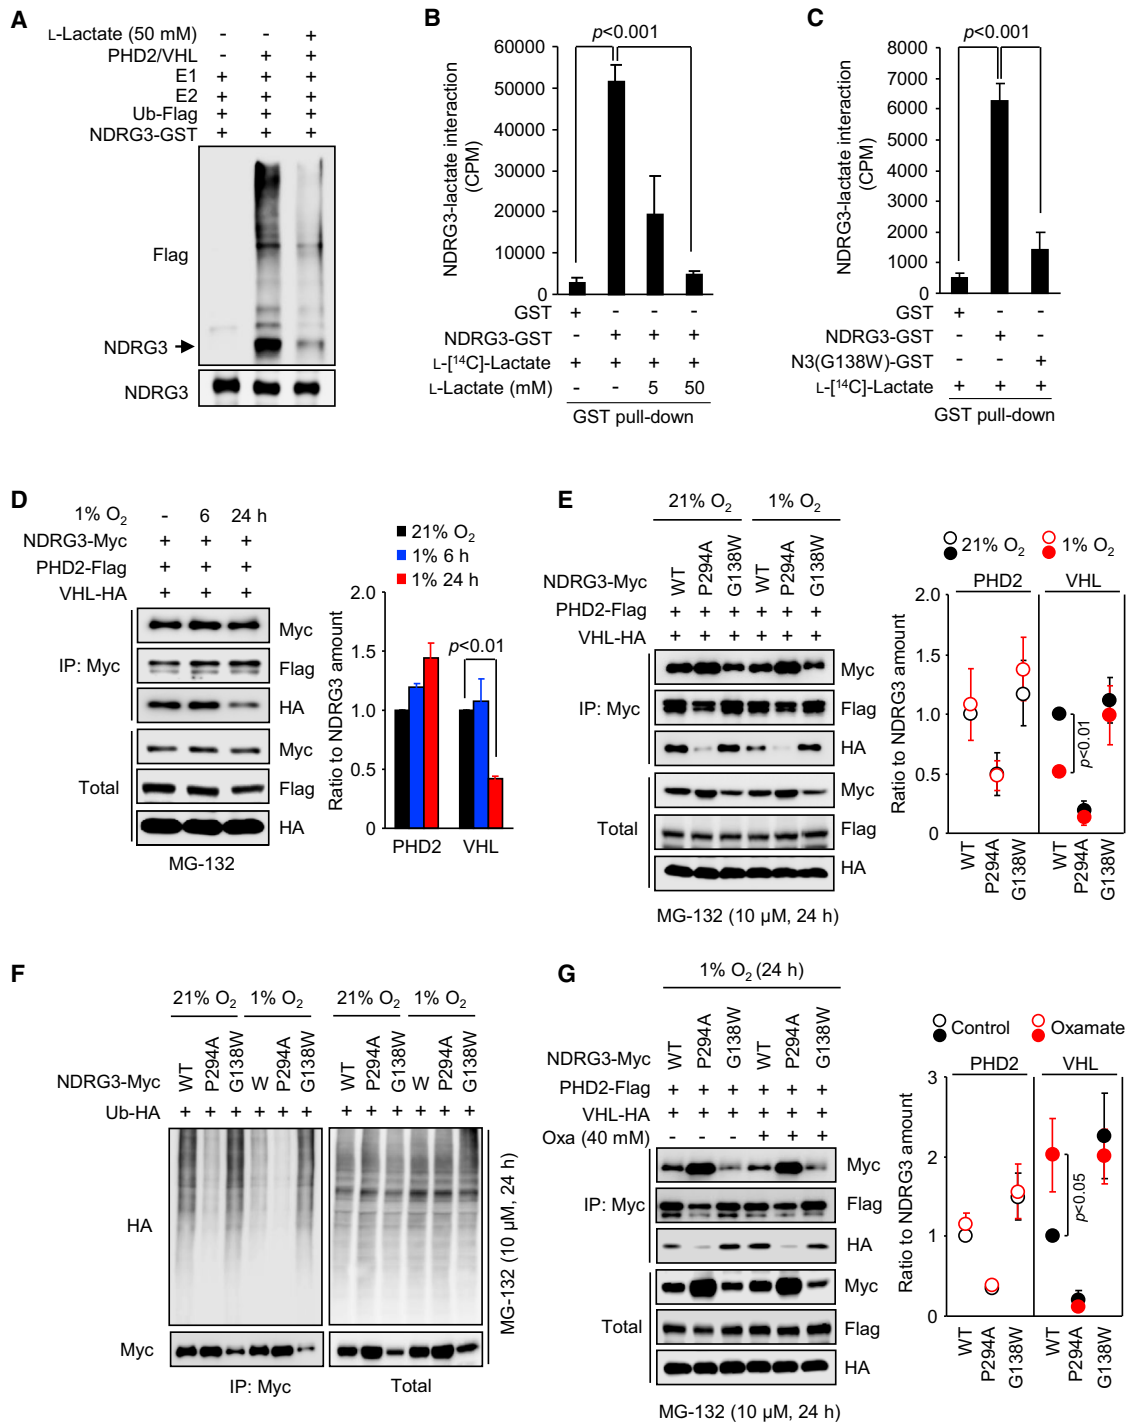 A
L-Lactate (50 mM) - - +
PHD2/VHL - + +
E1 + + +
E2 + + +
Ub-Flag + + +
NDRG3-GST + + +
Flag
NDRG3
NDRG3
B
p<0.001
NDRG3-lactate interaction
(CPM)
60000
50000
40000
30000
20000
10000
0
GST + - - -
NDRG3-GST - + + +
L-[¹⁴C]-Lactate + + + +
L-Lactate (mM) - - 5 50
GST pull-down
C
p<0.001
NDRG3-lactate interaction
(CPM)
8000
7000
6000
5000
4000
3000
2000
1000
0
GST + - -
NDRG3-GST - + -
N3(G138W)-GST - - +
L-[¹⁴C]-Lactate + + +
GST pull-down
D
1% O₂ - 6 24 h
NDRG3-Myc + + +
PHD2-Flag + + +
VHL-HA + + +
IP: Myc
Myc
Flag
HA
Total
Myc
Flag
HA
MG-132
21% O₂
1% 6 h
1% 24 h
Ratio to NDRG3 amount
2.0
1.5
1.0
0.5
0
p<0.01
PHD2 VHL
E
21% O₂ 1% O₂
NDRG3-Myc WT P294A G138W WT P294A G138W
PHD2-Flag + + + + + +
VHL-HA + + + + + +
IP: Myc
Myc
Flag
HA
Total
Myc
Flag
HA
MG-132 (10 µM, 24 h)
21% O₂ 1% O₂
PHD2 VHL
Ratio to NDRG3 amount
2.0
1.5
1.0
0.5
0
p<0.01
WT P294A G138W WT P294A G138W
F
21% O₂ 1% O₂ 21% O₂ 1% O₂
NDRG3-Myc WT P294A G138W W P294A G138W WT P294A G138W W P294A G138W
Ub-HA + + + + + + + + + + + +
HA
Myc
IP: Myc Total
MG-132 (10 µM, 24 h)
G
1% O₂ (24 h)
NDRG3-Myc WT P294A G138W WT P294A G138W
PHD2-Flag + + + + + +
VHL-HA + + + + + +
Oxa (40 mM) - - - + + +
IP: Myc
Myc
Flag
HA
Total
Myc
Flag
HA
MG-132 (10 µM, 24 h)
Control Oxamate
PHD2 VHL
Ratio to NDRG3 amount
3
2
1
0
p<0.05
WT P294A G138W WT P294A G138W